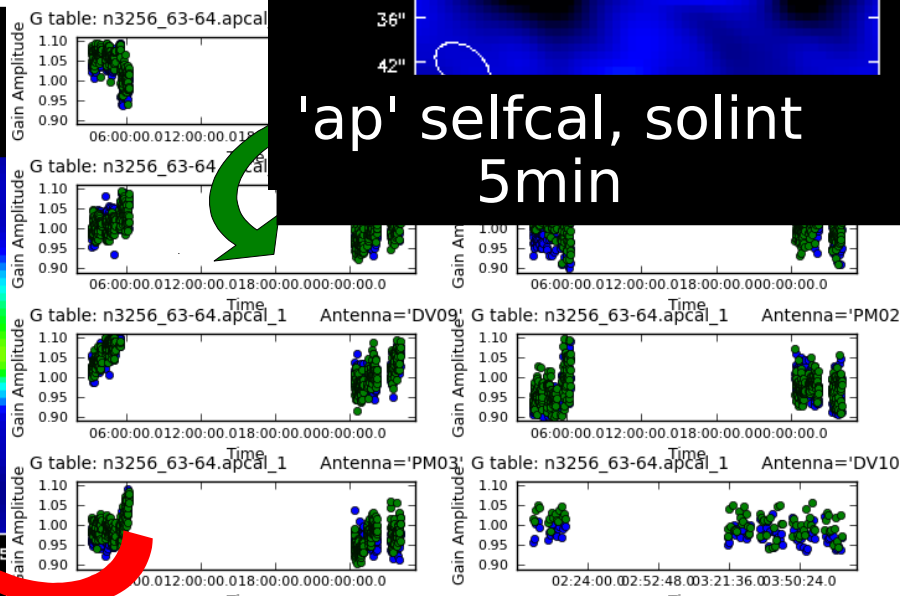 G table: n3256_63-64.apcal
Gain Amplitude
1.10
1.05
1.00
0.95
0.90
06:00:00.012:00:00.018
36"
42"
'ap' selfcal, solint
5min
G table: n3256_63-64
Gain Amplitude
1.10
1.05
1.00
0.95
0.90
06:00:00.012:00:00.018:00:00.000:00:00.0
Time
0.95
0.90
06:00:00.012:00:00.018:00:00.000:00:00.0
Time
G table: n3256_63-64.apcal_1 Antenna='DV09'
Gain Amplitude
1.10
1.05
1.00
0.95
0.90
06:00:00.012:00:00.018:00:00.000:00:00.0
Time
G table: n3256_63-64.apcal_1 Antenna='PM02
Gain Amplitude
1.10
1.05
1.00
0.95
0.90
06:00:00.012:00:00.018:00:00.000:00:00.0
Time
G table: n3256_63-64.apcal_1 Antenna='PM03'
Gain Amplitude
1.10
1.05
1.00
0.95
0.90
:00:00.012:00:00.018:00:00.000:00:00.0
G table: n3256_63-64.apcal_1 Antenna='DV10
Gain Amplitude
1.10
1.05
1.00
0.95
0.90
02:24:00.002:52:48.003:21:36.003:50:24.0